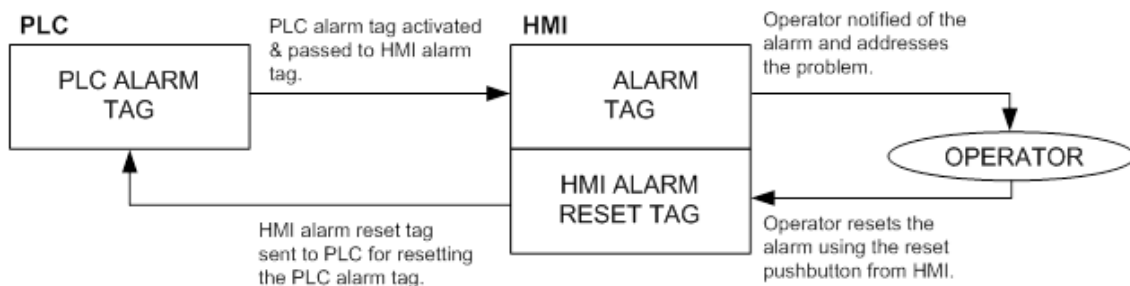 PLC
PLC ALARM
TAG
PLC alarm tag activated
& passed to HMI alarm
tag.
HMI
ALARM
TAG
Operator notified of the
alarm and addresses
the problem.
OPERATOR
Operator resets the
alarm using the reset
pushbutton from HMI.
HMI ALARM
RESET TAG
HMI alarm reset tag
sent to PLC for resetting
the PLC alarm tag.